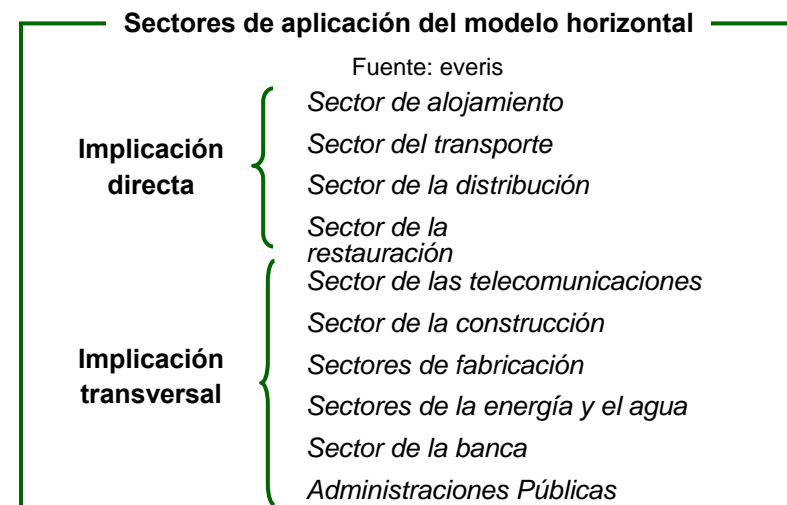 Sectores de aplicación del modelo horizontal
Fuente: everis
Implicación
directa
Sector de alojamiento
Sector del transporte
Sector de la distribución
Sector de la
restauración
Implicación
transversal
Sector de las telecomunicaciones
Sector de la construcción
Sectores de fabricación
Sectores de la energía y el agua
Sector de la banca
Administraciones Públicas